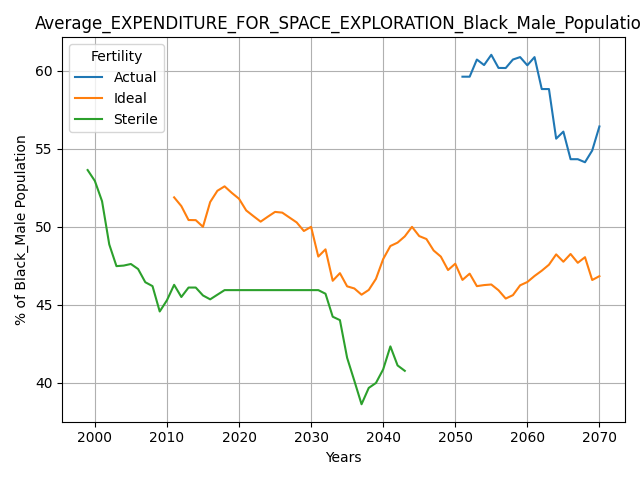 Average_EXPENDITURE_FOR_SPACE_EXPLORATION_Black_Male_Populatio
Fertility
Actual
Ideal
Sterile
% of Black_Male Population
60
55
50
45
40
2000 2010 2020 2030 2040 2050 2060 2070
Years